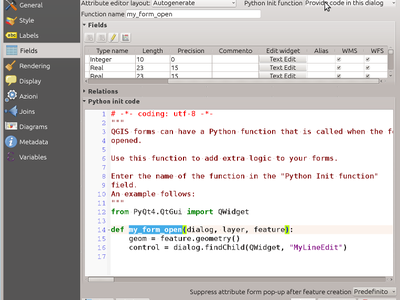 General
Style
Labels
Fields
Rendering
Display
Azioni
Joins
Diagrams
Metadata
Variables
Attribute editor layout: Autogenerate Python Init function Provide code in this dialog
Function name my_form_open
Fields
Type name Length Precision Commento Edit widget Alias WMS WFS
Integer 10 0 Text Edit
Real 23 15 Text Edit
Real 23 15 Text Edit
Relations
Python init code
1 # -*- coding: utf-8 -*-
2 """
3 QGIS forms can have a Python function that is called when the fo
4 opened.
5
6 Use this function to add extra logic to your forms.
7
8 Enter the name of the function in the "Python Init function"
9 field.
10 An example follows:
11 """
12 from PyQt4.QtGui import QWidget
13
14 def my_form_open(dialog, layer, feature):
15 geom = feature.geometry()
16 control = dialog.findChild(QWidget, "MyLineEdit")
17
Suppress attribute form pop-up after feature creation Predefinito